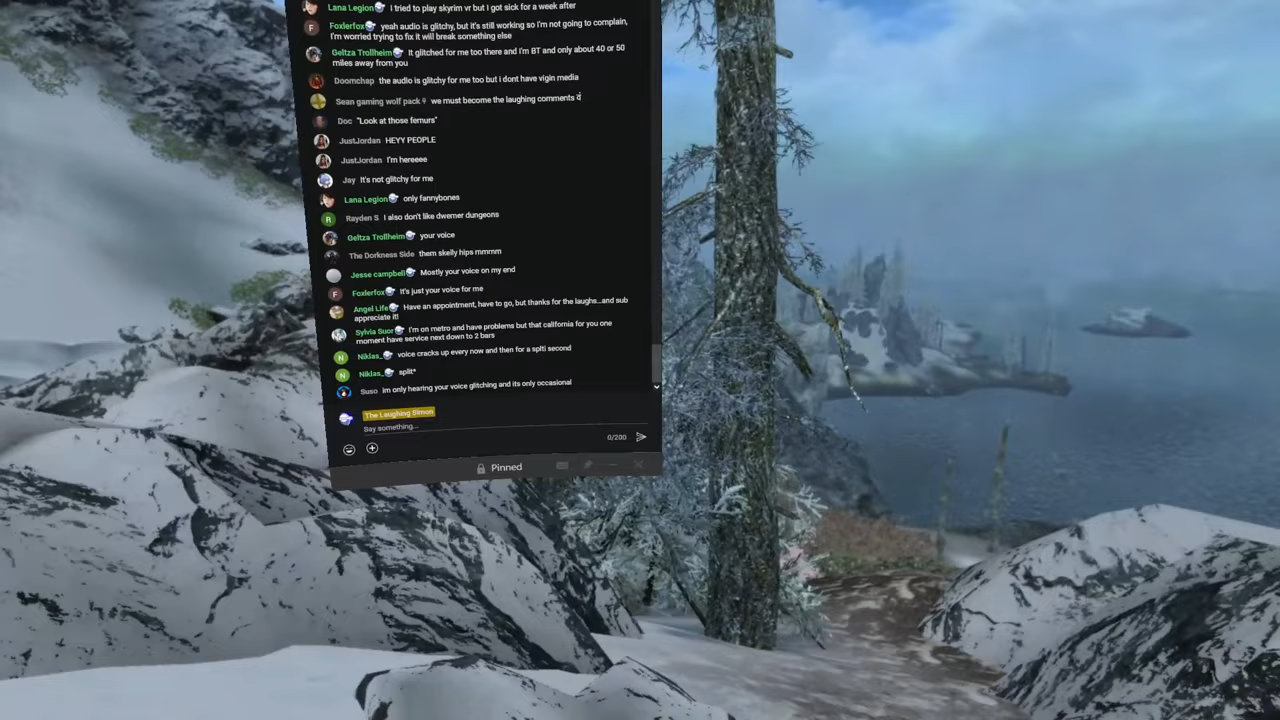 Lana Legion I tried to play skyrim vr but I got sick for a week after
F Foxlerfox yeah audio is glitchy, but it's still working so I'm not going to complain,
I'm worried trying to fix it will break something else
Geltza Trollheim It glitched for me too there and I'm BT and only about 40 or 50
miles away from you
Doomchap the audio is glitchy for me too but i dont have vigin media
Sean gaming wolf pack we must become the laughing comments
Doc "Look at those femurs"
JustJordan HEYY PEOPLE
JustJordan I'm hereeee
Jay It's not glitchy for me
Lana Legion only fannybones
R Rayden S I also don't like dwemer dungeons
Geltza Trollheim your voice
The Dorkness Side them skelly hips mmmm
Jesse campbell Mostly your voice on my end
F Foxlerfox it's just your voice for me
Angel Life Have an appointment, have to go, but thanks for the laughs...and sub
appreciate it!
Sylvia Suor I'm on metro and have problems but that california for you one
moment have service next down to 2 bars
N Niklas_ voice cracks up every now and then for a splti second
N Niklas_ split*
Suso im only hearing your voice glitching and its only occasional
The Laughing Simon
Say something...
0/200
Pinned